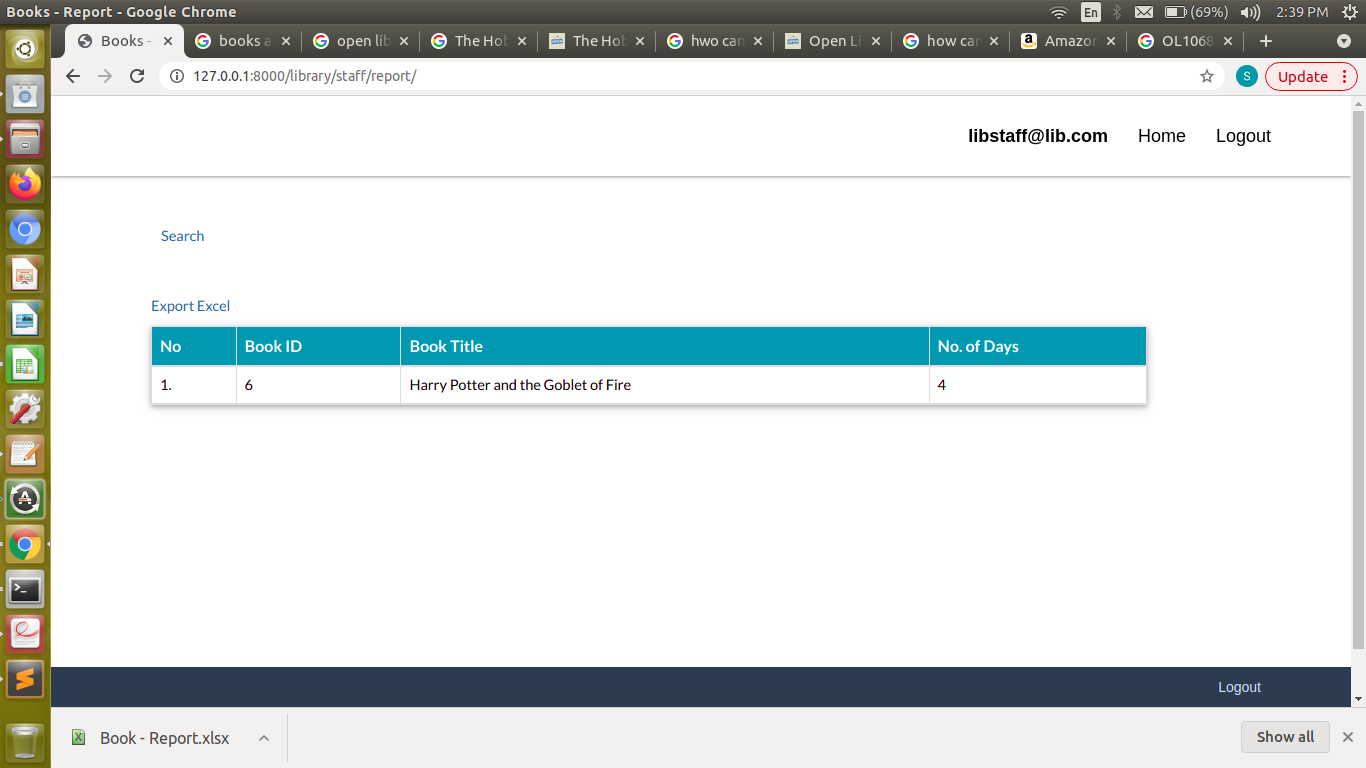 Books - Report - Google Chrome
En
(69%)
2:39 PM
Books -
books a
open lib
The Hob
The Hob
hwo can
Open Li
how can
Amazon
OL1068
127.0.0.1:8000/library/staff/report/
S
Update
libstaff@lib.com
Home
Logout
Search
Export Excel
No Book ID Book Title No. of Days
1. 6 Harry Potter and the Goblet of Fire 4
Logout
Book - Report.xlsx
Show all